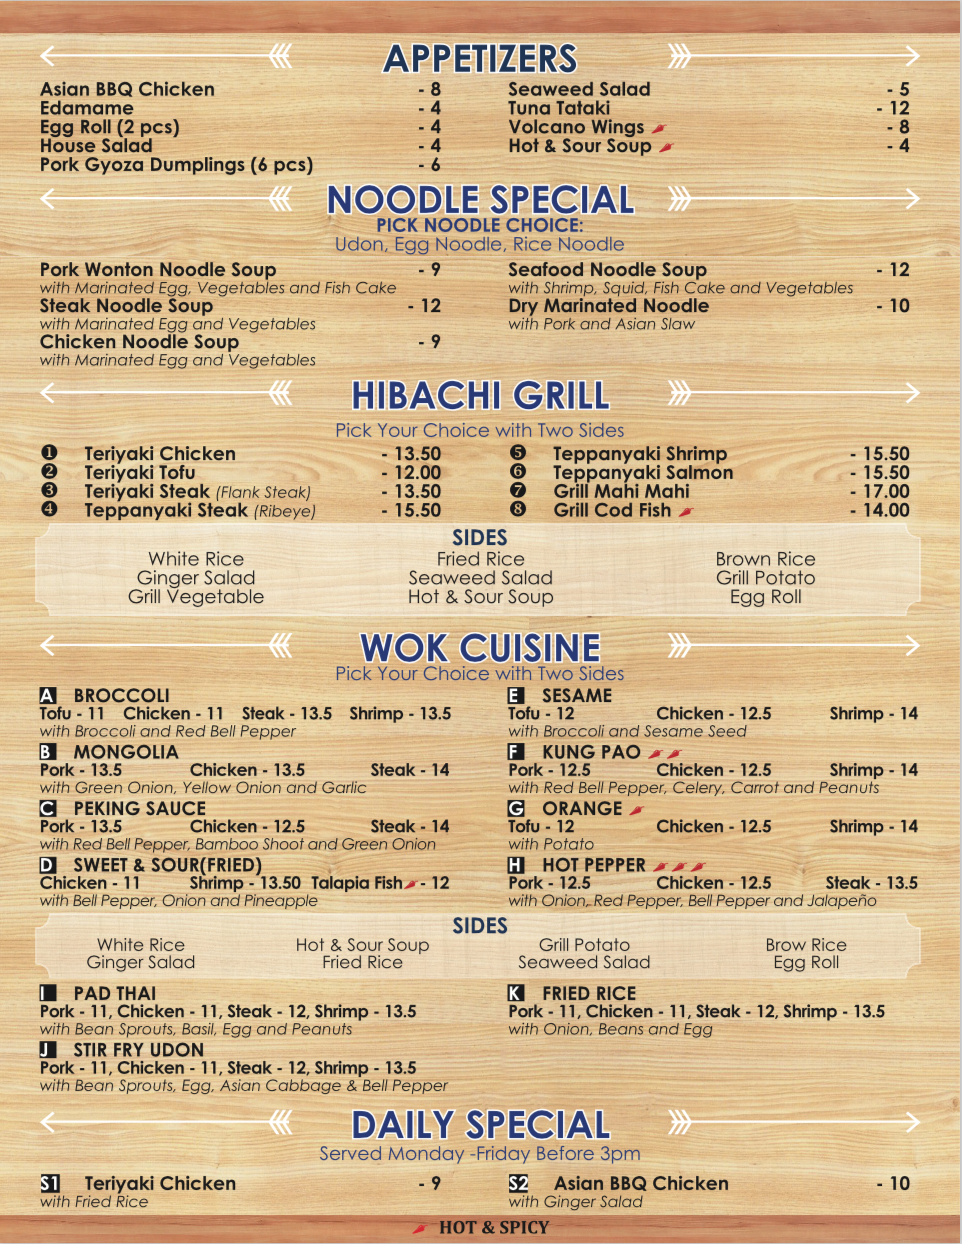 APPETIZERS
Asian BBQ Chicken - 8
Edamame - 4
Egg Roll (2 pcs) - 4
House Salad - 4
Pork Gyoza Dumplings (6 pcs) - 6
Seaweed Salad - 5
Tuna Tataki - 12
Volcano Wings - 8
Hot & Sour Soup - 4
NOODLE SPECIAL
PICK NOODLE CHOICE:
Udon, Egg Noodle, Rice Noodle
Pork Wonton Noodle Soup - 9
with Marinated Egg, Vegetables and Fish Cake
Steak Noodle Soup - 12
with Marinated Egg and Vegetables
Chicken Noodle Soup - 9
with Marinated Egg and Vegetables
Seafood Noodle Soup - 12
with Shrimp, Squid, Fish Cake and Vegetables
Dry Marinated Noodle - 10
with Pork and Asian Slaw
HIBACHI GRILL
Pick Your Choice with Two Sides
❶ Teriyaki Chicken - 13.50
❷ Teriyaki Tofu - 12.00
❸ Teriyaki Steak (Flank Steak) - 13.50
❹ Teppanyaki Steak (Ribeye) - 15.50
❺ Teppanyaki Shrimp - 15.50
❻ Teppanyaki Salmon - 15.50
❼ Grill Mahi Mahi - 17.00
❽ Grill Cod Fish - 14.00
SIDES
White Rice Fried Rice Brown Rice
Ginger Salad Seaweed Salad Grill Potato
Grill Vegetable Hot & Sour Soup Egg Roll
WOK CUISINE
Pick Your Choice with Two Sides
A BROCCOLI
Tofu - 11 Chicken - 11 Steak - 13.5 Shrimp - 13.5
with Broccoli and Red Bell Pepper
B MONGOLIA
Pork - 13.5 Chicken - 13.5 Steak - 14
with Green Onion, Yellow Onion and Garlic
C PEKING SAUCE
Pork - 13.5 Chicken - 12.5 Steak - 14
with Red Bell Pepper, Bamboo Shoot and Green Onion
D SWEET & SOUR(FRIED)
Chicken - 11 Shrimp - 13.50 Talapia Fish - 12
with Bell Pepper, Onion and Pineapple
E SESAME
Tofu - 12 Chicken - 12.5 Shrimp - 14
with Broccoli and Sesame Seed
F KUNG PAO
Pork - 12.5 Chicken - 12.5 Shrimp - 14
with Red Bell Pepper, Celery, Carrot and Peanuts
G ORANGE
Tofu - 12 Chicken - 12.5 Shrimp - 14
with Potato
H HOT PEPPER
Pork - 12.5 Chicken - 12.5 Steak - 13.5
with Onion, Red Pepper, Bell Pepper and Jalapeño
SIDES
White Rice Hot & Sour Soup Grill Potato Brow Rice
Ginger Salad Fried Rice Seaweed Salad Egg Roll
I PAD THAI
Pork - 11, Chicken - 11, Steak - 12, Shrimp - 13.5
with Bean Sprouts, Basil, Egg and Peanuts
J STIR FRY UDON
Pork - 11, Chicken - 11, Steak - 12, Shrimp - 13.5
with Bean Sprouts, Egg, Asian Cabbage & Bell Pepper
K FRIED RICE
Pork - 11, Chicken - 11, Steak - 12, Shrimp - 13.5
with Onion, Beans and Egg
DAILY SPECIAL
Served Monday -Friday Before 3pm
S1 Teriyaki Chicken - 9
with Fried Rice
S2 Asian BBQ Chicken - 10
with Ginger Salad
HOT & SPICY